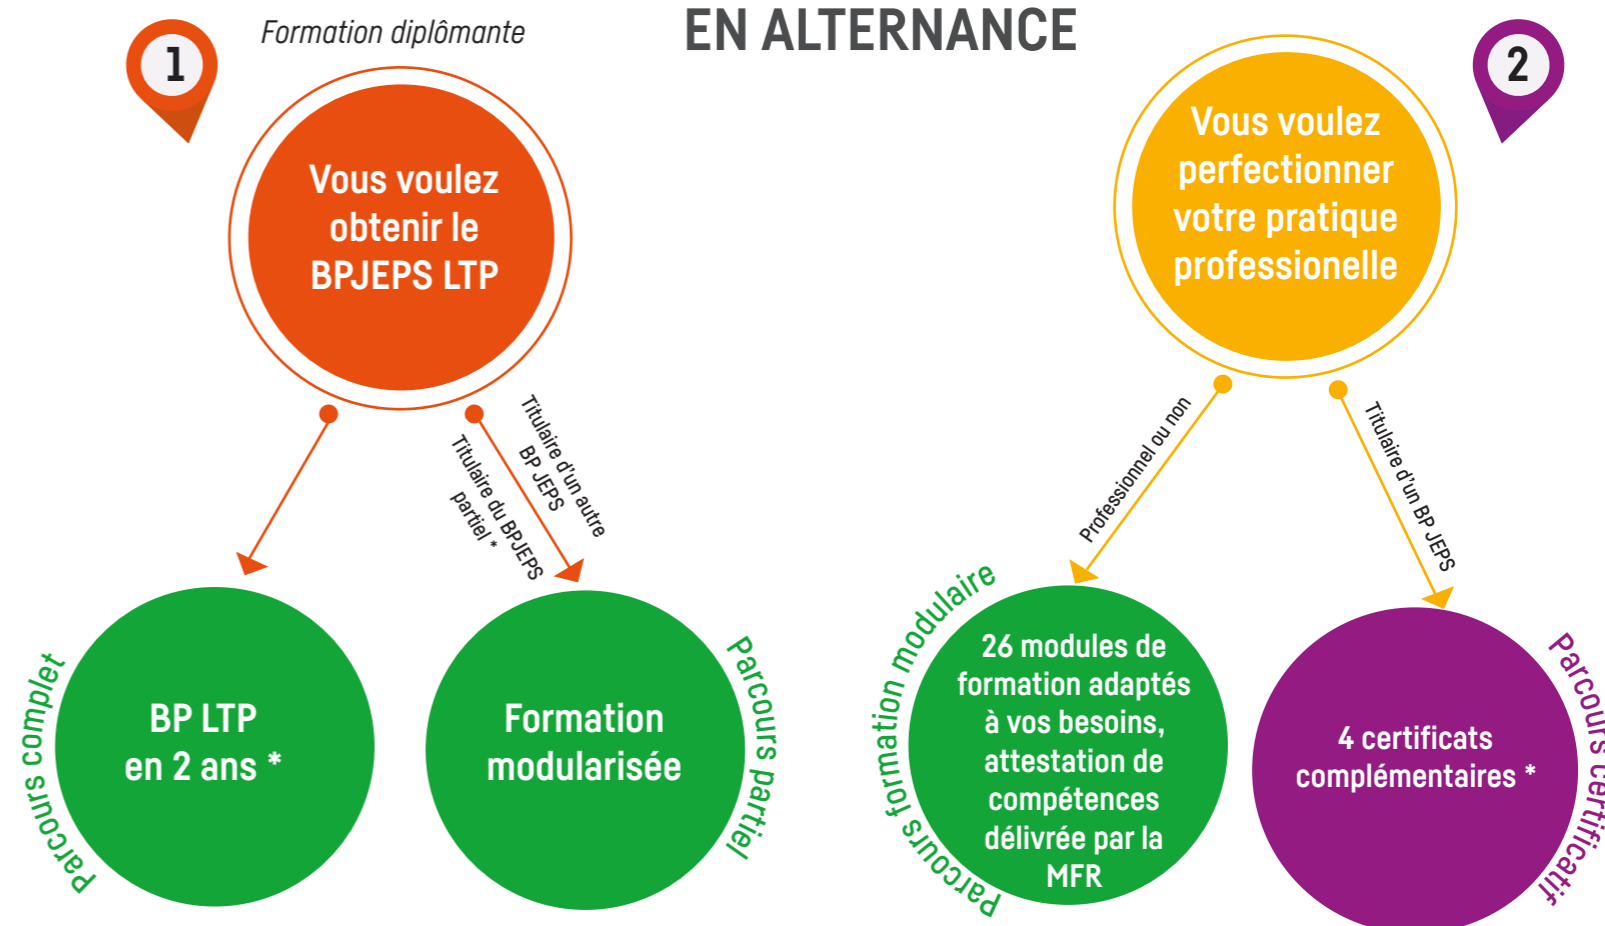 EN ALTERNANCE
1
Formation diplômante
Vous voulez
obtenir le
BPJEPS LTP
Titulaire d'un autre
BP JEPS
Titulaire du BPJEPS
partiel *
Parcours complet
BP LTP
en 2 ans *
Formation
modularisée
Parcours partiel
2
Vous voulez
perfectionner
votre pratique
professionelle
Professionnel ou non
Titulaire d'un BP JEPS
Parcours formation modulaire
26 modules de
formation adaptés
à vos besoins,
attestation de
compétences
délivrée par la
MFR
4 certificats
complémentaires *
Parcours certificatif